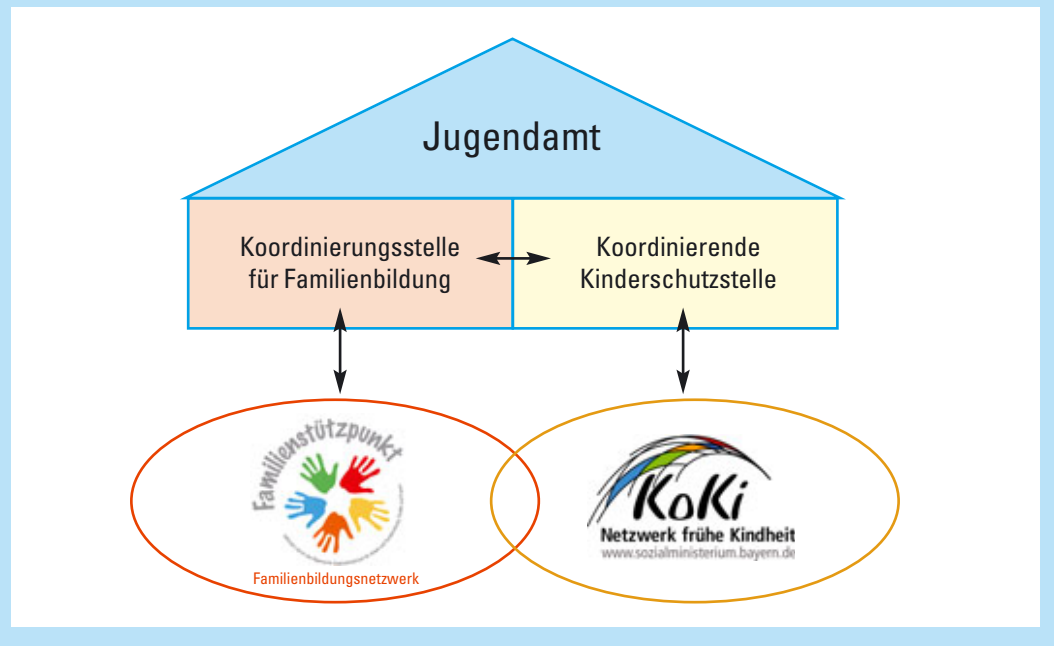 Jugendamt
Koordinierungsstelle
für Familienbildung
Koordinierende
Kinderschutzstelle
Familienstützpunkt
Familienbildungsnetzwerk
KoKi
Netzwerk frühe Kindheit
www.sozialministerium.bayern.de